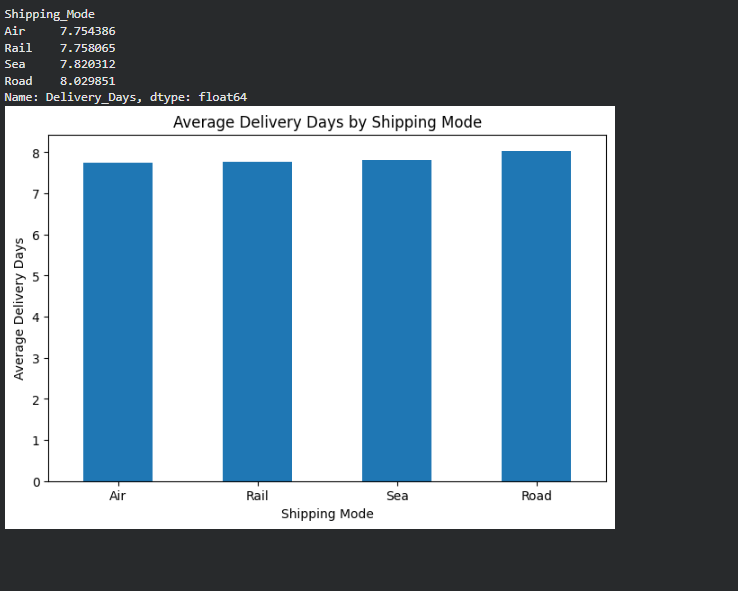 Shipping_Mode
Air     7.754386
Rail    7.758065
Sea     7.820312
Road    8.029851
Name: Delivery_Days, dtype: float64
Average Delivery Days by Shipping Mode
8
7
6
5
4
3
2
1
0
Average Delivery Days
Air Rail Sea Road
Shipping Mode